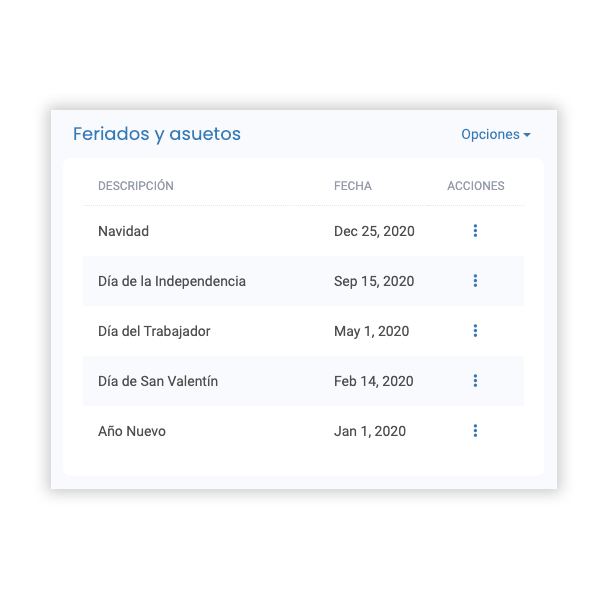 Feriados y asuetos Opciones
DESCRIPCIÓN FECHA ACCIONES
Navidad Dec 25, 2020
Día de la Independencia Sep 15, 2020
Día del Trabajador May 1, 2020
Día de San Valentín Feb 14, 2020
Año Nuevo Jan 1, 2020